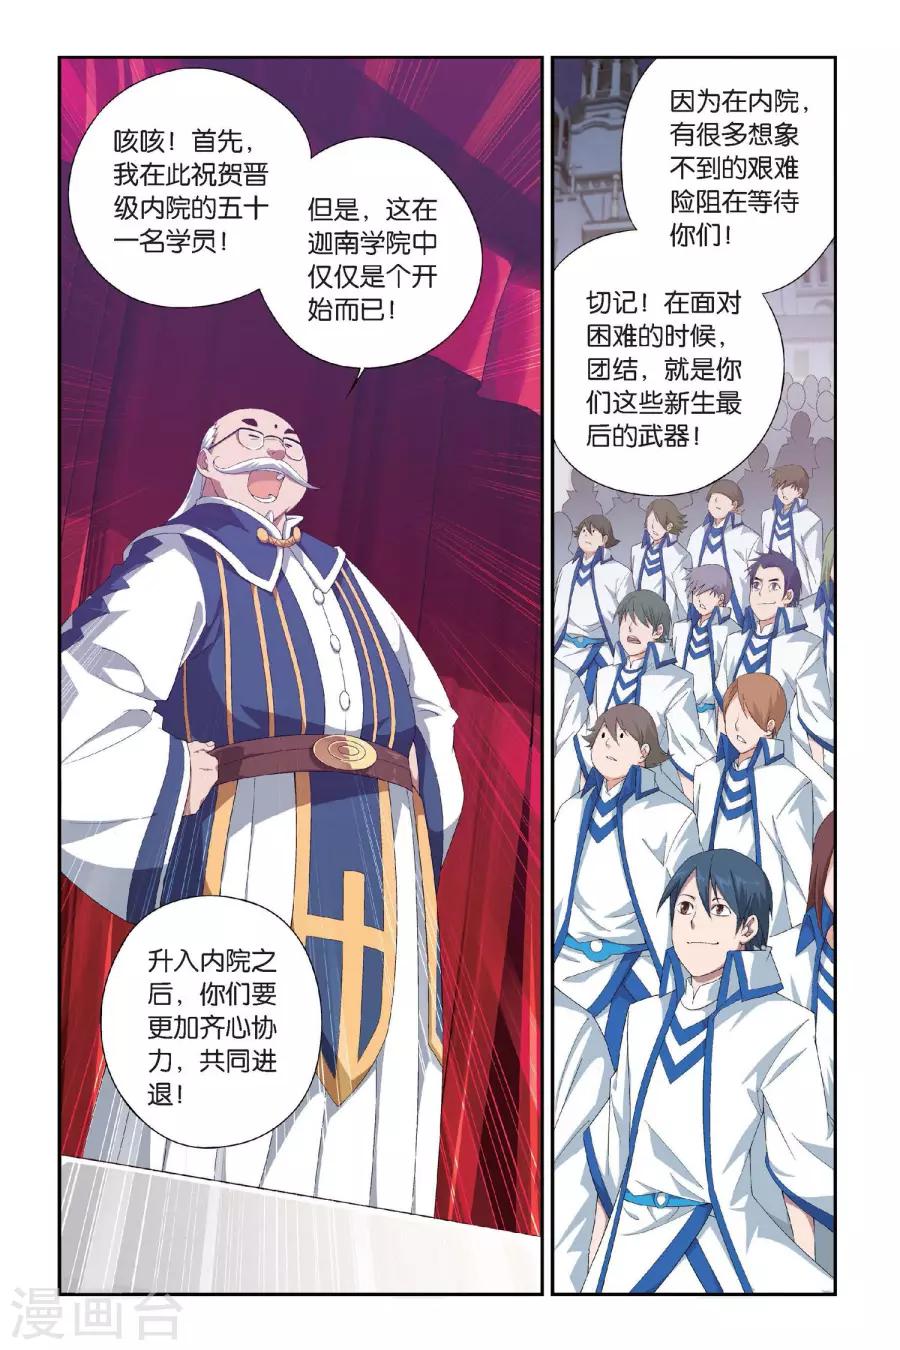 咳咳！首先，
我在此祝贺晋
级内院的五十
一名学员！
但是，这在
迦南学院中
仅仅是个开
始而已！
升入内院之
后，你们要
更加齐心协
力，共同进
退！
因为在内院，
有很多想象
不到的艰难
险阻在等待
你们！
切记！在面对
困难的时候，
团结，就是你
们这些新生最
后的武器！
漫画台